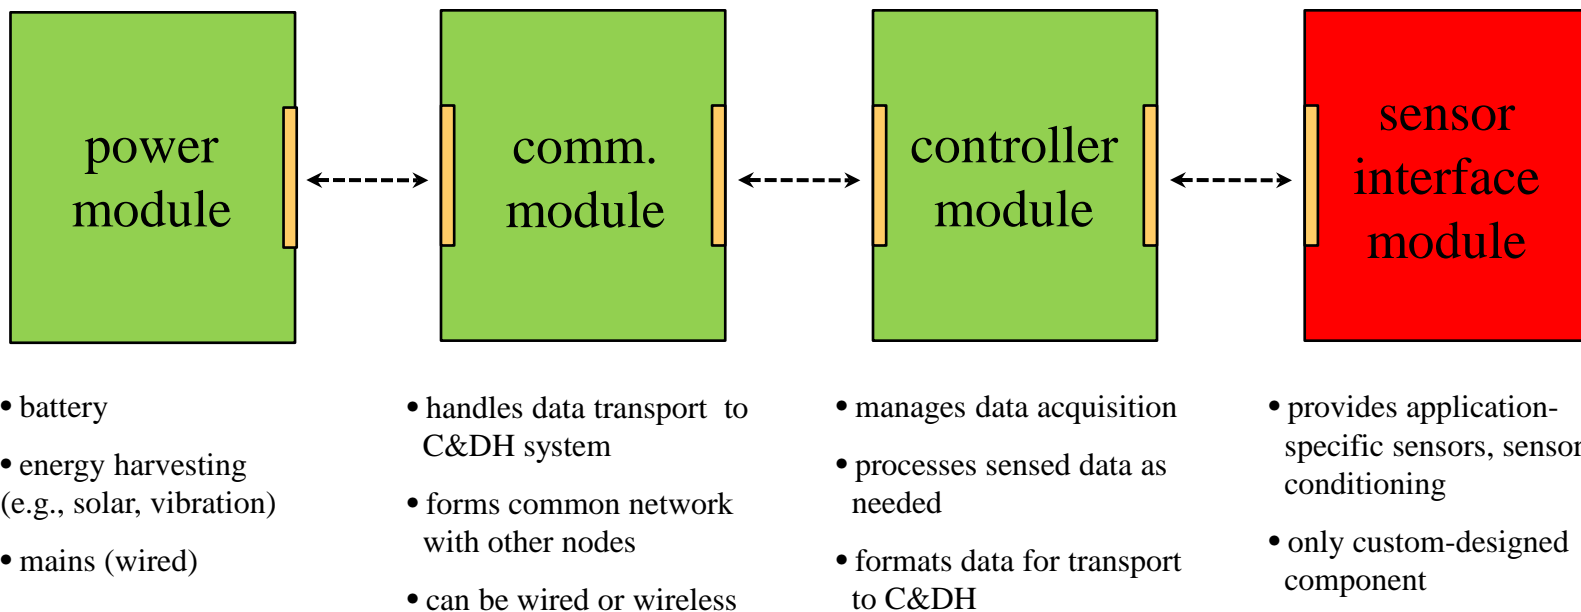 power
module
comm.
module
controller
module
sensor
interface
module
• battery
• energy harvesting
(e.g., solar, vibration)
• mains (wired)
• handles data transport to
C&DH system
• forms common network
with other nodes
• can be wired or wireless
• manages data acquisition
• processes sensed data as
needed
• formats data for transport
to C&DH
• provides application-
specific sensors, sensor
conditioning
• only custom-designed
component